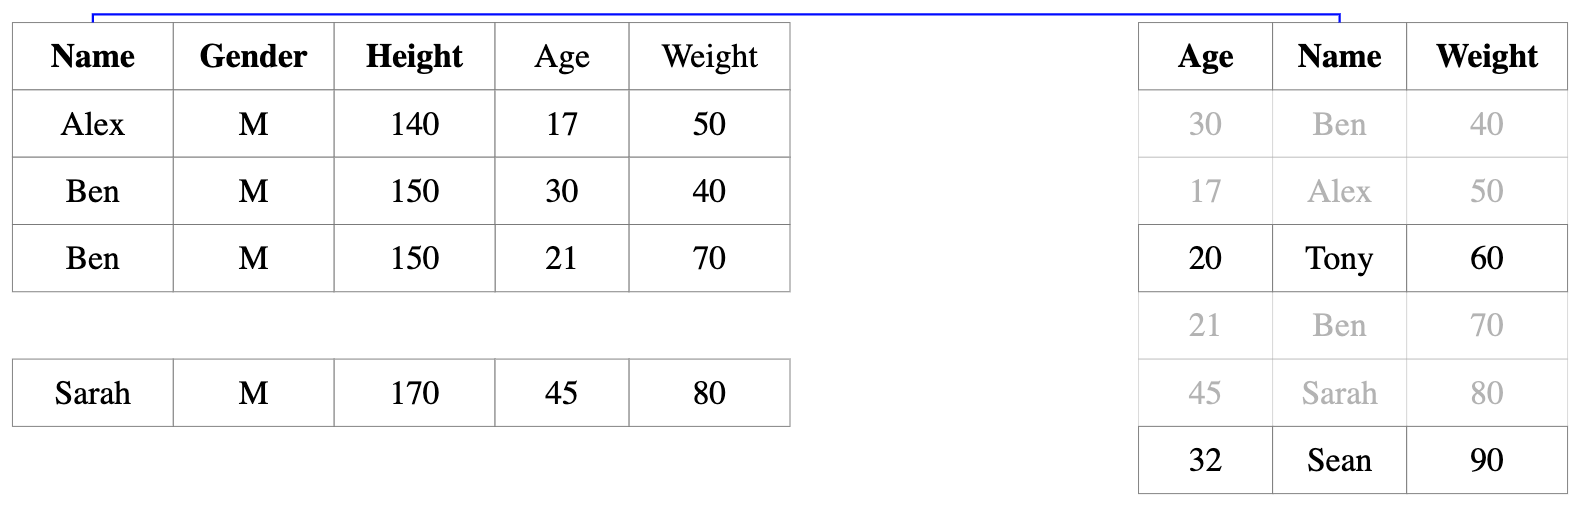 Name Gender Height Age Weight
Alex M 140 17 50
Ben M 150 30 40
Ben M 150 21 70
Sarah M 170 45 80
Age Name Weight
30 Ben 40
17 Alex 50
20 Tony 60
21 Ben 70
45 Sarah 80
32 Sean 90